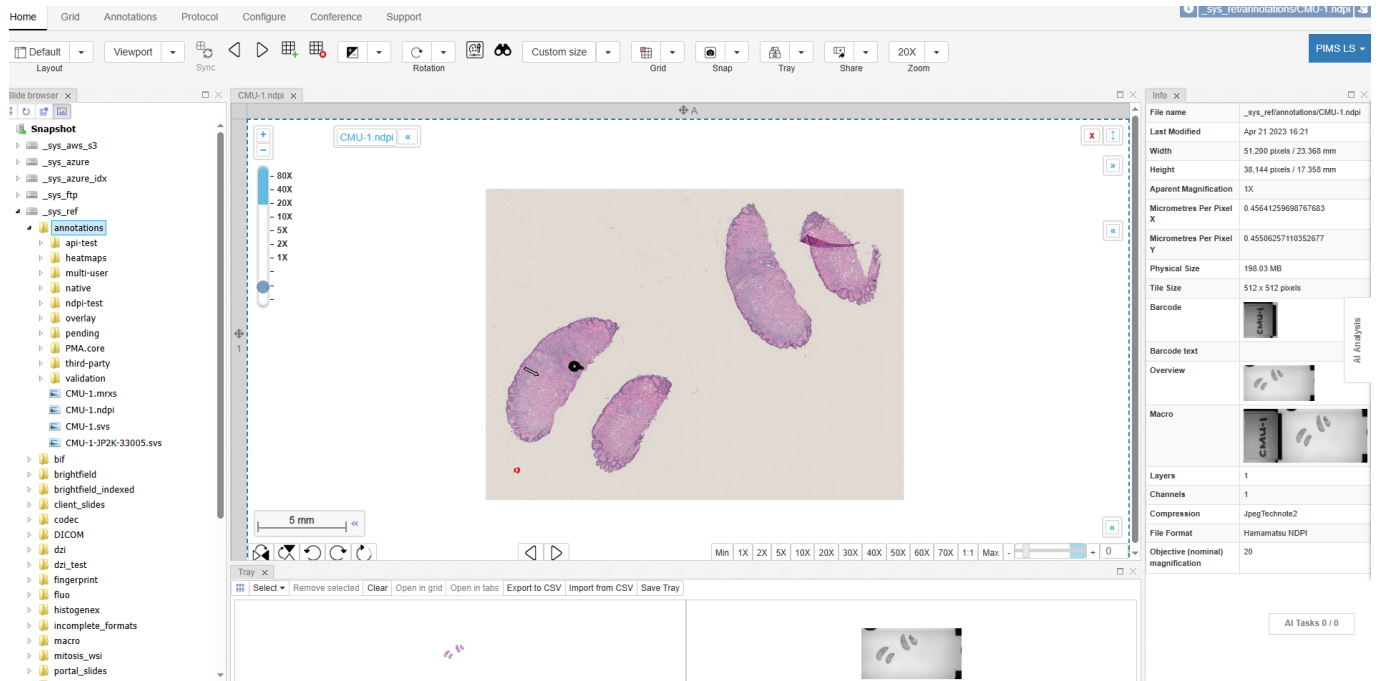 Home Grid Annotations Protocol Configure Conference Support
_sys_ref/annotations/CMU-1.ndpi
Default Viewport Custom size 20X PIMS LS
Layout Sync Rotation Grid Snap Tray Share Zoom
Slide browser x
Snapshot
_sys_aws_s3
_sys_azure
_sys_azure_idx
_sys_ftp
_sys_ref
annotations
api-test
heatmaps
multi-user
native
ndpi-test
overlay
pending
PMA.core
third-party
validation
CMU-1.mrxs
CMU-1.ndpi
CMU-1.svs
CMU-1-JP2K-33005.svs
bif
brightfield
brightfield_indexed
client_slides
codec
DICOM
dzi
dzi_test
fingerprint
fluo
histogenex
incomplete_formats
macro
mitosis_wsi
portal_slides
CMU-1.ndpi x
A
1
+
-
CMU-1.ndpi «
x
80X
40X
20X
10X
5X
2X
1X
5 mm «
Min 1X 2X 5X 10X 20X 30X 40X 50X 60X 70X 1:1 Max - + 0
Tray x
Select Remove selected Clear Open in grid Open in tabs Export to CSV Import from CSV Save Tray
Info x
File name _sys_ref/annotations/CMU-1.ndpi
Last Modified Apr 21 2023 16:21
Width 51,200 pixels / 23.368 mm
Height 38,144 pixels / 17.358 mm
Aparent Magnification 1X
Micrometres Per Pixel X 0.45641259698767683
Micrometres Per Pixel Y 0.45506257110352677
Physical Size 198.03 MB
Tile Size 512 x 512 pixels
Barcode CMU-1
Barcode text
Overview
Macro CMU-1
Layers 1
Channels 1
Compression JpegTechnote2
File Format Hamamatsu NDPI
Objective (nominal) magnification 20
AI Analysis
AI Tasks 0 / 0